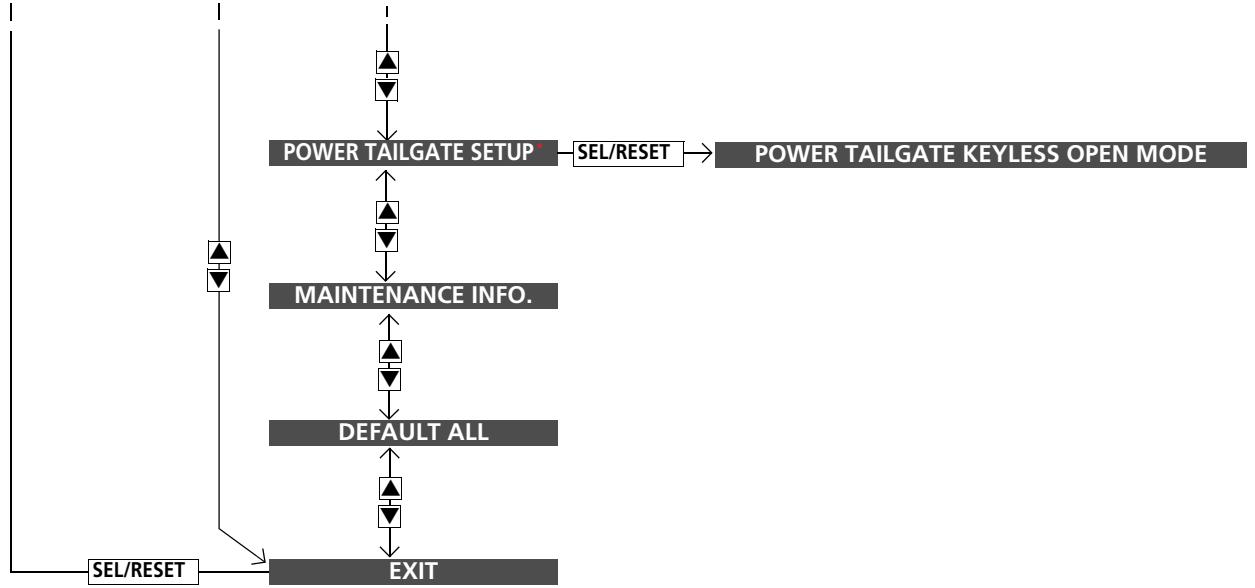 ▲
▼
POWER TAILGATE SETUP* SEL/RESET POWER TAILGATE KEYLESS OPEN MODE
▲
▼
▲
▼
MAINTENANCE INFO.
▲
▼
DEFAULT ALL
▲
▼
SEL/RESET EXIT